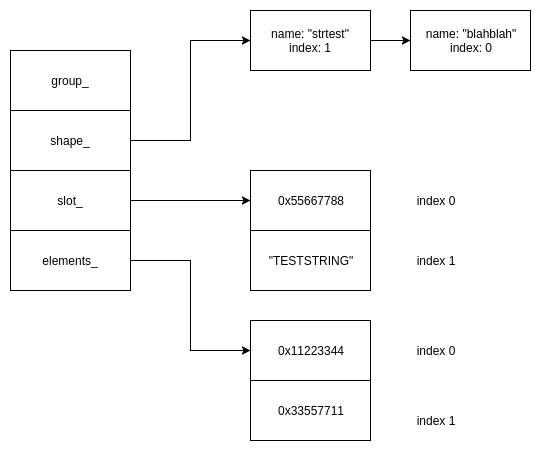 name: "strtest"
index: 1
name: "blahblah"
index: 0
group_
shape_
slot_
elements_
0x55667788
index 0
"TESTSTRING"
index 1
0x11223344
index 0
0x33557711
index 1